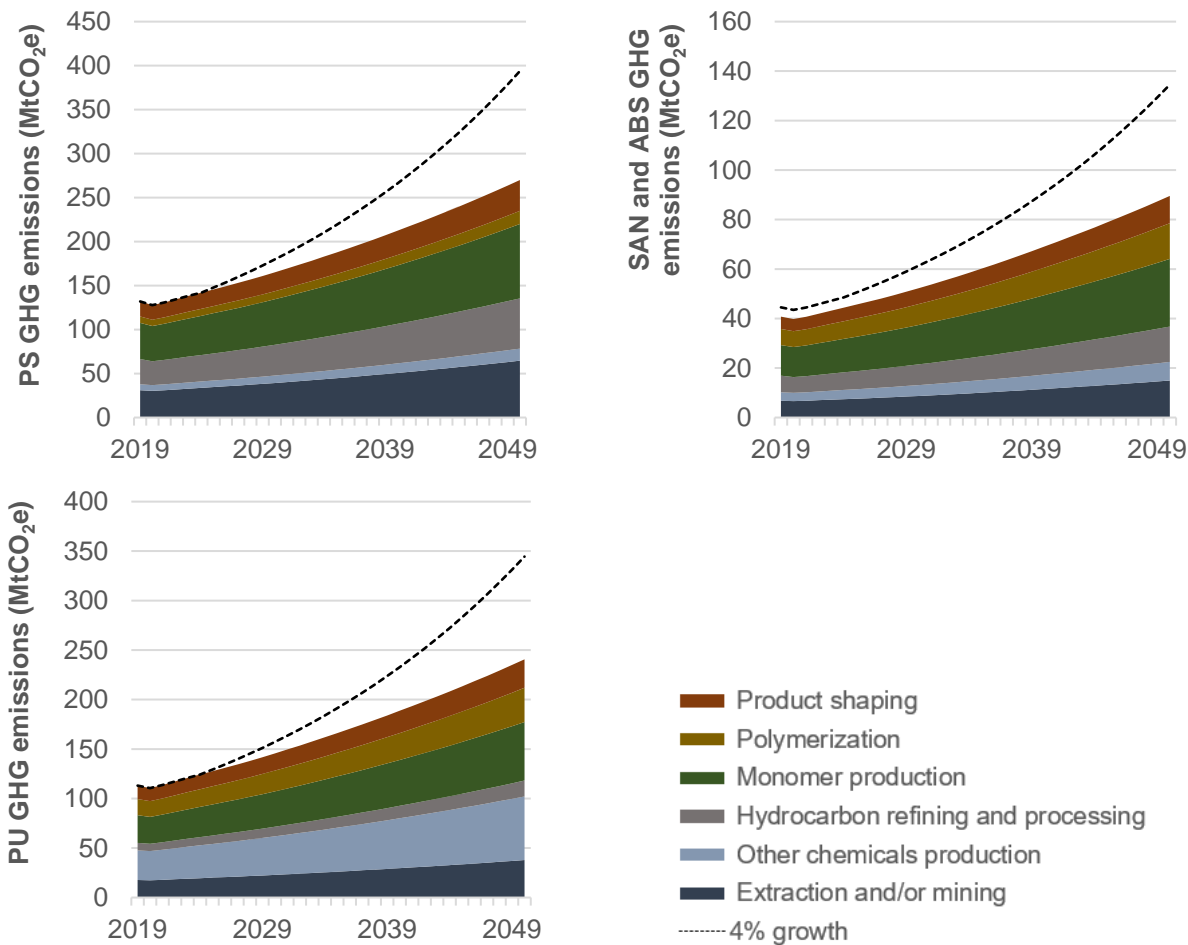 PS GHG emissions (MtCO₂e)
450
400
350
300
250
200
150
100
50
0
2019 2029 2039 2049
SAN and ABS GHG
emissions (MtCO₂e)
160
140
120
100
80
60
40
20
0
2019 2029 2039 2049
PU GHG emissions (MtCO₂e)
400
350
300
250
200
150
100
50
0
2019 2029 2039 2049
Product shaping
Polymerization
Monomer production
Hydrocarbon refining and processing
Other chemicals production
Extraction and/or mining
4% growth